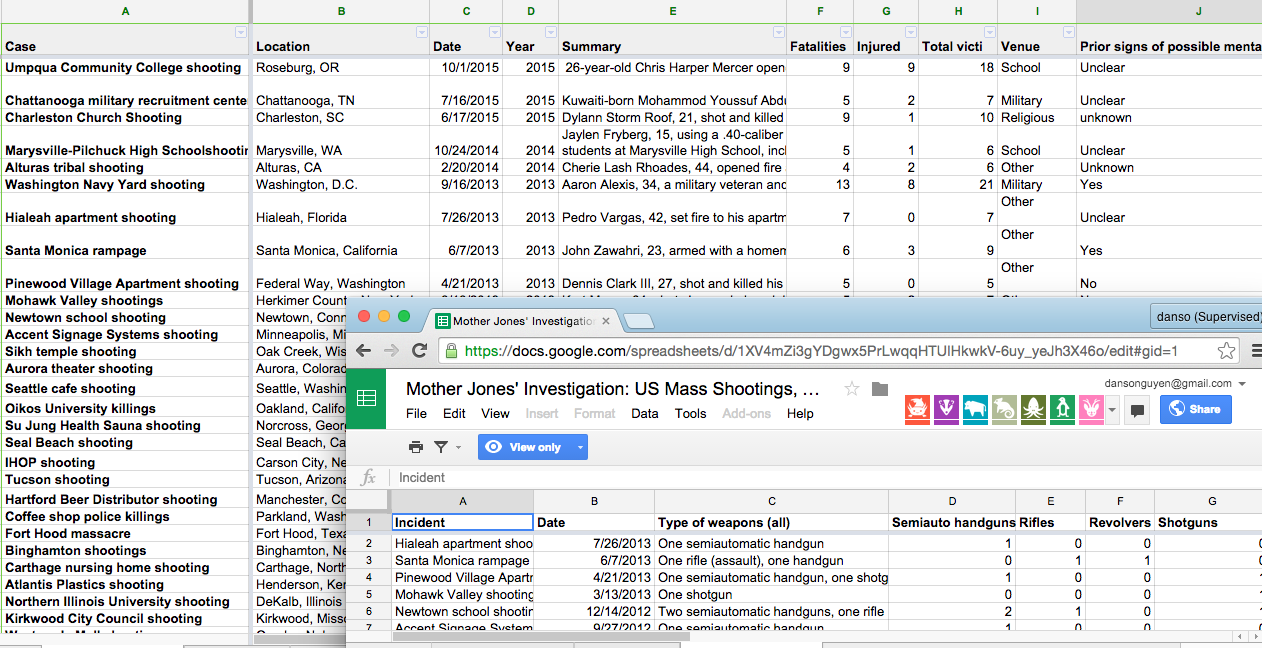 A B C D E F G H I J
Case Location Date Year Summary Fatalities Injured Total victi Venue Prior signs of possible menta
Umpqua Community College shooting Roseburg, OR 10/1/2015 2015 26-year-old Chris Harper Mercer open 9 9 18 School Unclear
Chattanooga military recruitment cente Chattanooga, TN 7/16/2015 2015 Kuwaiti-born Mohammod Youssuf Abdu 5 2 7 Military Unclear
Charleston Church Shooting Charleston, SC 6/17/2015 2015 Dylann Storm Roof, 21, shot and killed 9 1 10 Religious unknown
Jaylen Fryberg, 15, using a .40-caliber
Marysville-Pilchuck High Schoolshootin Marysville, WA 10/24/2014 2014 students at Marysville High School, incl 5 1 6 School Unclear
Alturas tribal shooting Alturas, CA 2/20/2014 2014 Cherie Lash Rhoades, 44, opened fire 4 2 6 Other Unknown
Washington Navy Yard shooting Washington, D.C. 9/16/2013 2013 Aaron Alexis, 34, a military veteran and 13 8 21 Military Yes
Other
Hialeah apartment shooting Hialeah, Florida 7/26/2013 2013 Pedro Vargas, 42, set fire to his apartm 7 0 7 Unclear
Other
Santa Monica rampage Santa Monica, California 6/7/2013 2013 John Zawahri, 23, armed with a homem 6 3 9 Yes
Other
Pinewood Village Apartment shooting Federal Way, Washington 4/21/2013 2013 Dennis Clark III, 27, shot and killed his 5 0 5 No
Mohawk Valley shootings Herkimer Count
Newtown school shooting Newtown, Conn
Accent Signage Systems shooting Minneapolis, Mi
Sikh temple shooting Oak Creek, Wis
Aurora theater shooting Aurora, Colorad
Seattle cafe shooting Seattle, Washin
Oikos University killings Oakland, Califo
Su Jung Health Sauna shooting Norcross, Geor
Seal Beach shooting Seal Beach, Ca
IHOP shooting Carson City, Ne
Tucson shooting Tucson, Arizona
Hartford Beer Distributor shooting Manchester, Co
Coffee shop police killings Parkland, Wash
Fort Hood massacre Fort Hood, Texa
Binghamton shootings Binghamton, Ne
Carthage nursing home shooting Carthage, North
Atlantis Plastics shooting Henderson, Ken
Northern Illinois University shooting DeKalb, Illinois
Kirkwood City Council shooting Kirkwood, Misso
Mother Jones' Investigatio danso (Supervised)
https://docs.google.com/spreadsheets/d/1XV4mZi3gYDgwx5PrLwqqHTUlHkwkV-6uy_yeJh3X46o/edit#gid=1
dansonguyen@gmail.com
Mother Jones' Investigation: US Mass Shootings, ...
File Edit View Insert Format Data Tools Add-ons Help Share
View only
fx Incident
A B C D E F G
1 Incident Date Type of weapons (all) Semiauto handguns Rifles Revolvers Shotguns
2 Hialeah apartment shoo 7/26/2013 One semiautomatic handgun 1 0 0
3 Santa Monica rampage 6/7/2013 One rifle (assault), one handgun 0 1 1
4 Pinewood Village Apartr 4/21/2013 One semiautomatic handgun, one shotg 1 0 0
5 Mohawk Valley shooting 3/13/2013 One shotgun 0 0 0
6 Newtown school shootin 12/14/2012 Two semiautomatic handguns, one rifle 2 1 0
7 Accent Signage System 9/27/2012 One semiautomatic handgun 1 0 0